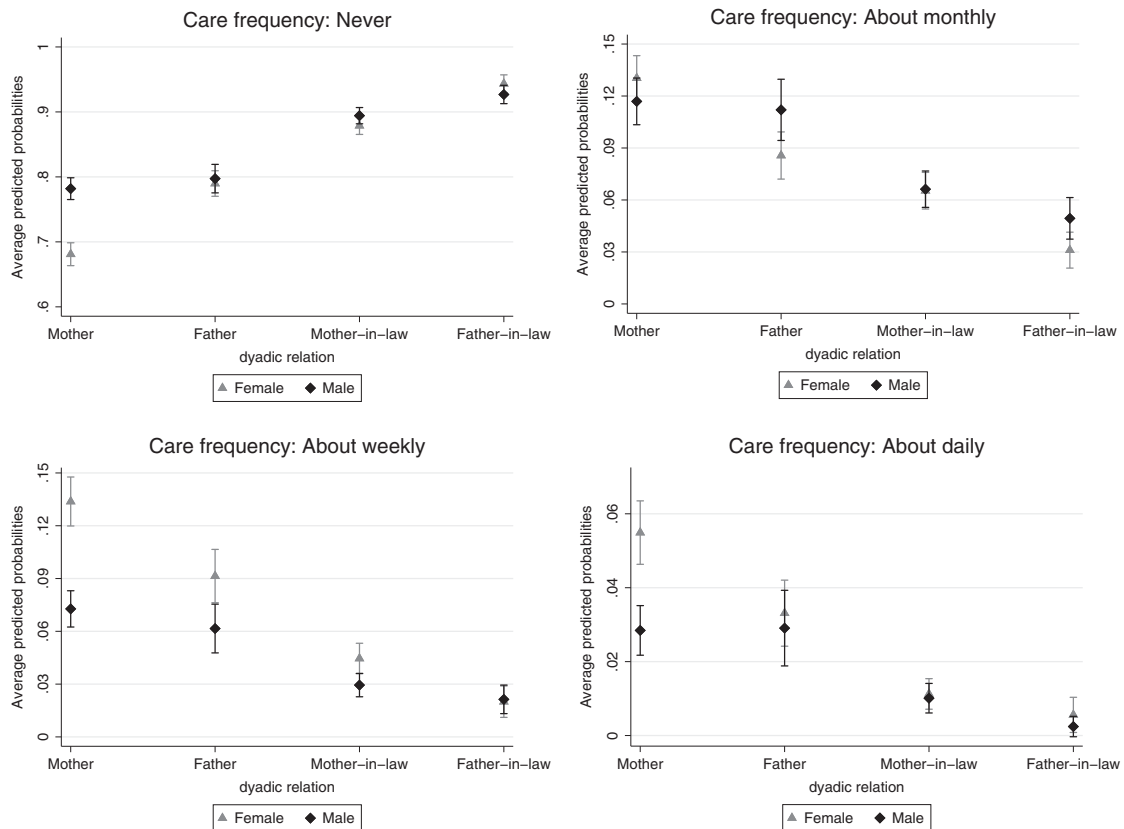 Care frequency: Never
Average predicted probabilities
1
.9
.8
.7
.6
Mother Father Mother-in-law Father-in-law
dyadic relation
Female Male
Care frequency: About monthly
Average predicted probabilities
.15
.12
.09
.06
.03
0
Mother Father Mother-in-law Father-in-law
dyadic relation
Female Male
Care frequency: About weekly
Average predicted probabilities
.15
.12
.09
.06
.03
0
Mother Father Mother-in-law Father-in-law
dyadic relation
Female Male
Care frequency: About daily
Average predicted probabilities
.06
.04
.02
0
Mother Father Mother-in-law Father-in-law
dyadic relation
Female Male